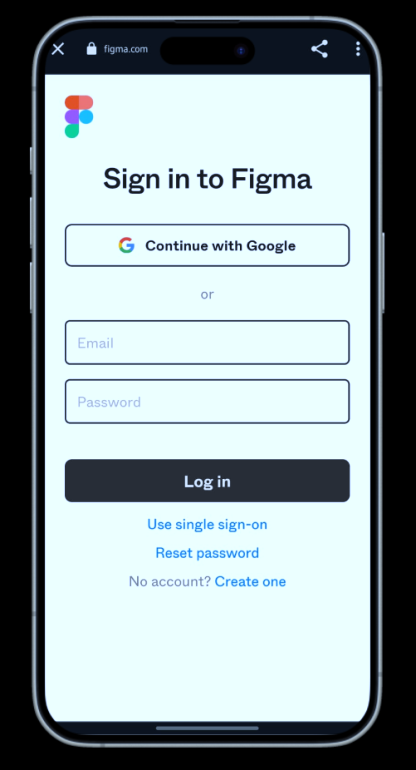 figma.com
Sign in to Figma
Continue with Google
or
Email
Password
Log in
Use single sign-on
Reset password
No account? Create one